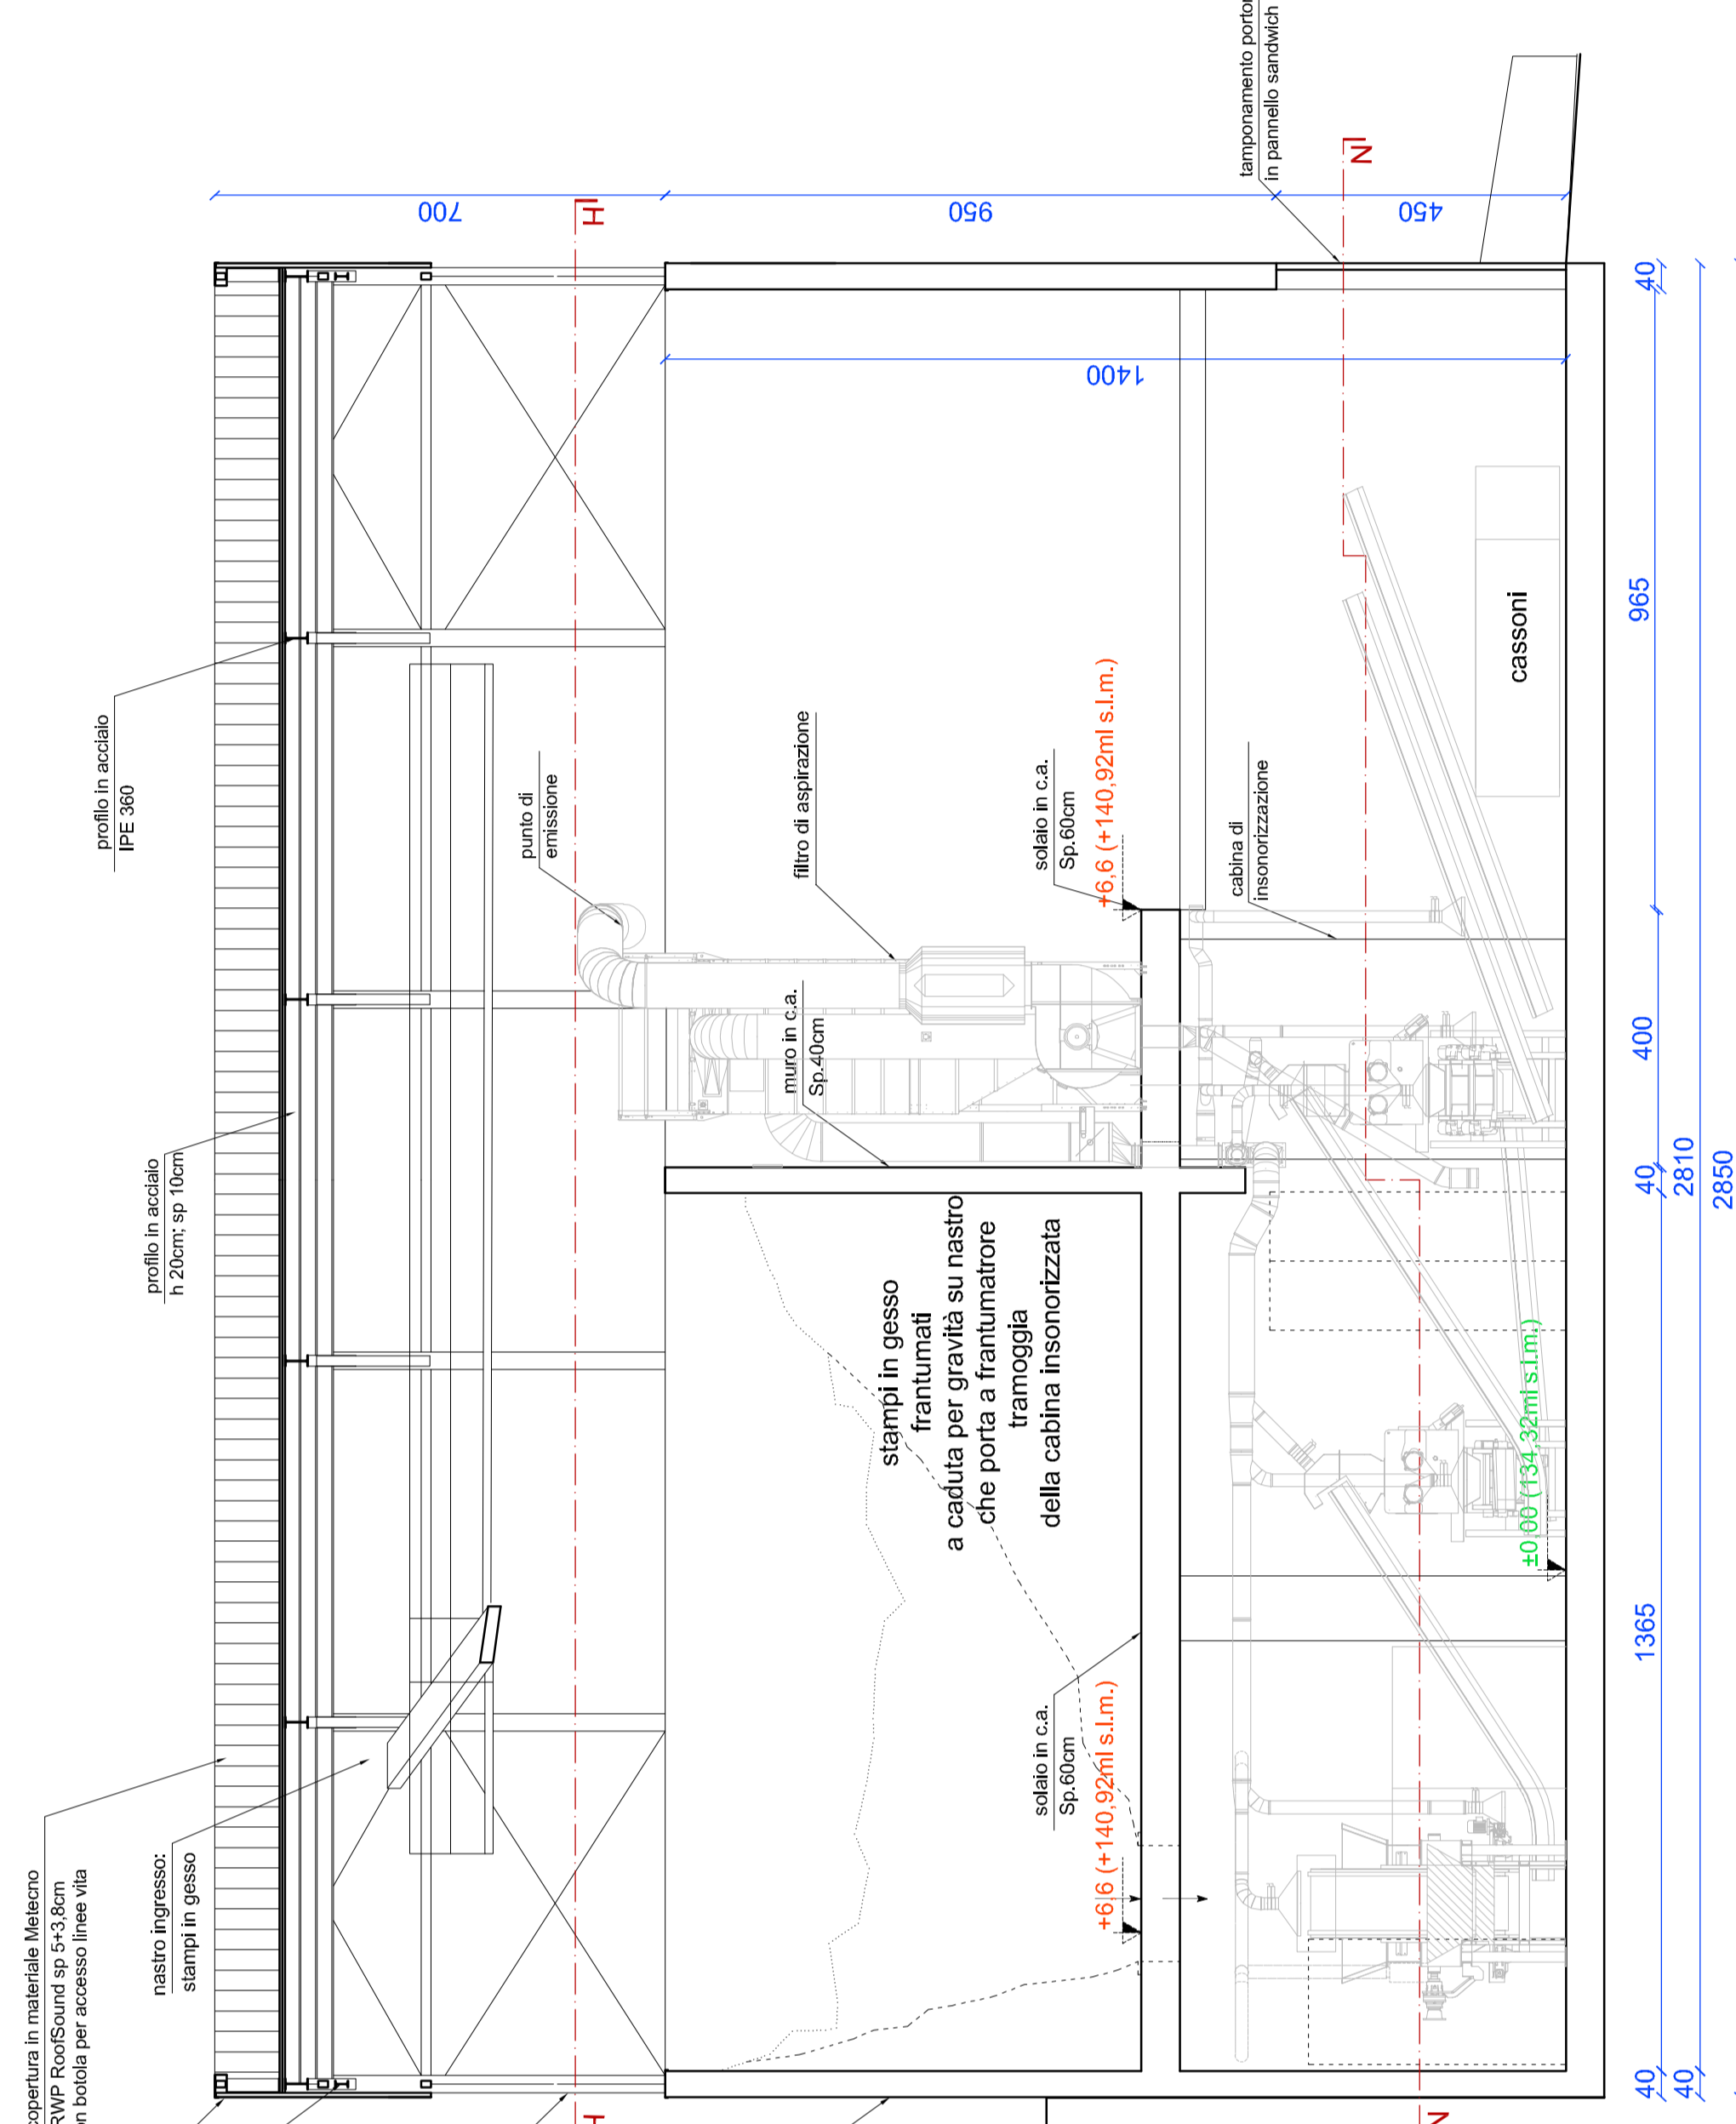 tamponamento
in pannello sandwich
N
H
700
950
450
1400
40
profilo in acciaio
IPE 360
punto di
emissione
filtro di aspirazione
solaio in c.a.
Sp.60cm
+6,6 (+140,92ml s.l.m.)
cabina di
insonorizzazione
cassoni
965
muro in c.a.
Sp.40cm
400
profilo in acciaio
h 20cm; sp 10cm
40
2810
2850
stampi in gesso
frantumati
a caduta per gravità su nastro
che porta a frantumatrore
tramoggia
della cabina insonorizzata
±0,00 (134,32ml s.l.m.)
1365
solaio in c.a.
Sp.60cm
+6,6 (+140,92ml s.l.m.)
nastro ingresso:
stampi in gesso
in materiale Metecno
RWP RoofSound sp 5+3,8cm
botola per accesso linee vita
40
40
H
N